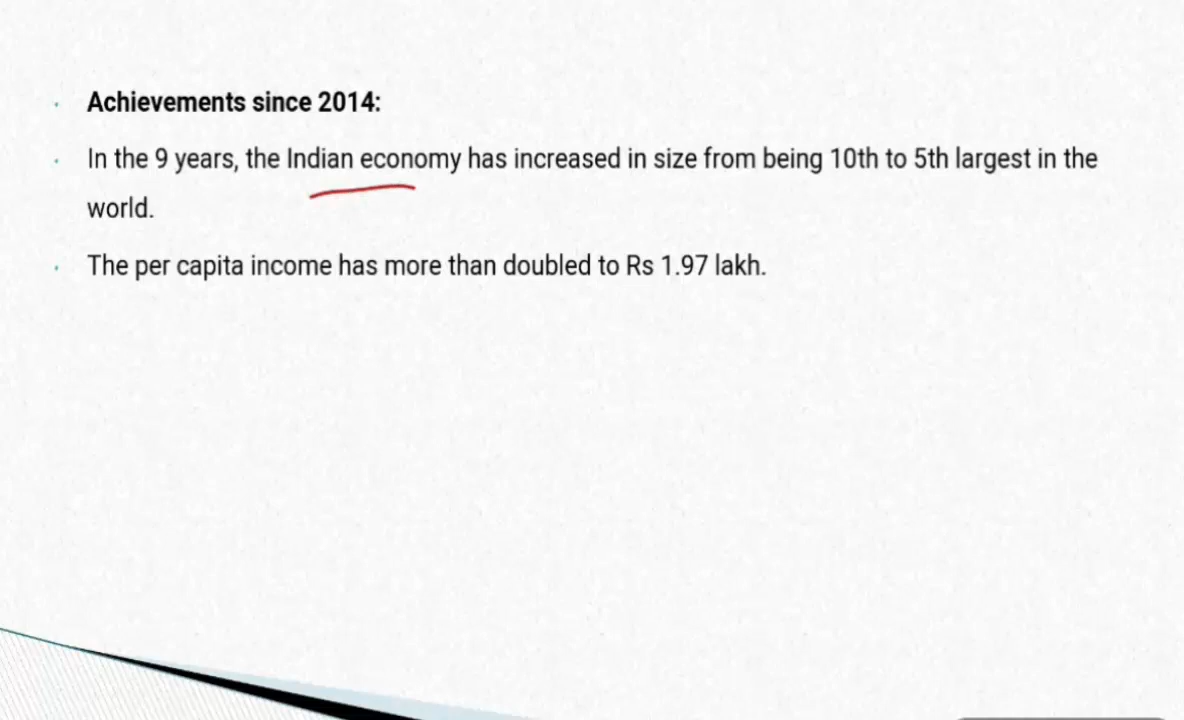 Achievements since 2014:
In the 9 years, the Indian economy has increased in size from being 10th to 5th largest in the
world.
The per capita income has more than doubled to Rs 1.97 lakh.